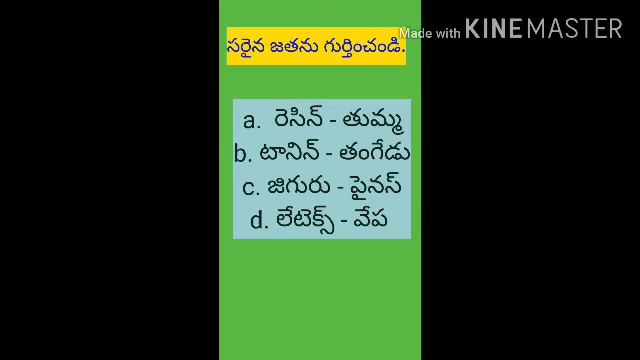 Made with KINEMASTER
సరైన జతను గుర్తించండి.
a. రెసిన్ - తుమ్మ
b. టానిన్ - తంగేడు
c. జిగురు - పైనస్
d. లేటెక్స్ - వేప